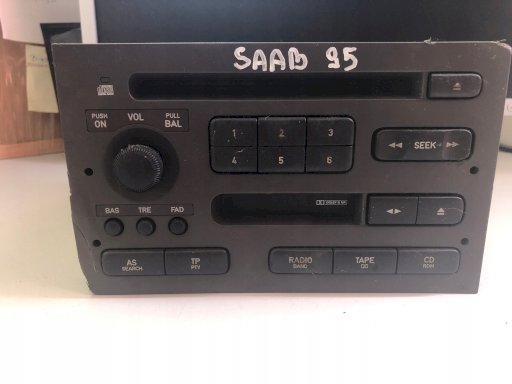 SAAB 95
disc
PUSH ON
VOL
PULL BAL
1 2 3
4 5 6
◀◀ SEEK ▶▶
BAS TRE FAD
AS SEARCH
TP PTY
RADIO BAND
TAPE DD
CD RDM